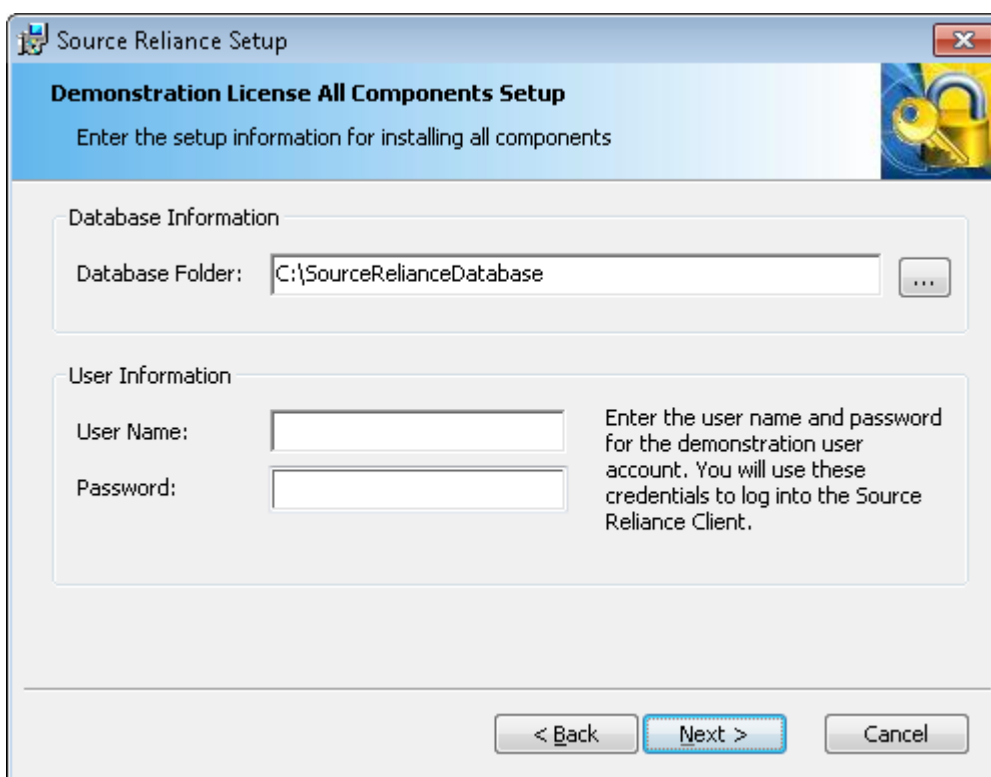 Source Reliance Setup
Demonstration License All Components Setup
Enter the setup information for installing all components
Database Information
Database Folder: C:\SourceRelianceDatabase ...
User Information
User Name:
Password:
Enter the user name and password
for the demonstration user
account. You will use these
credentials to log into the Source
Reliance Client.
< Back Next > Cancel